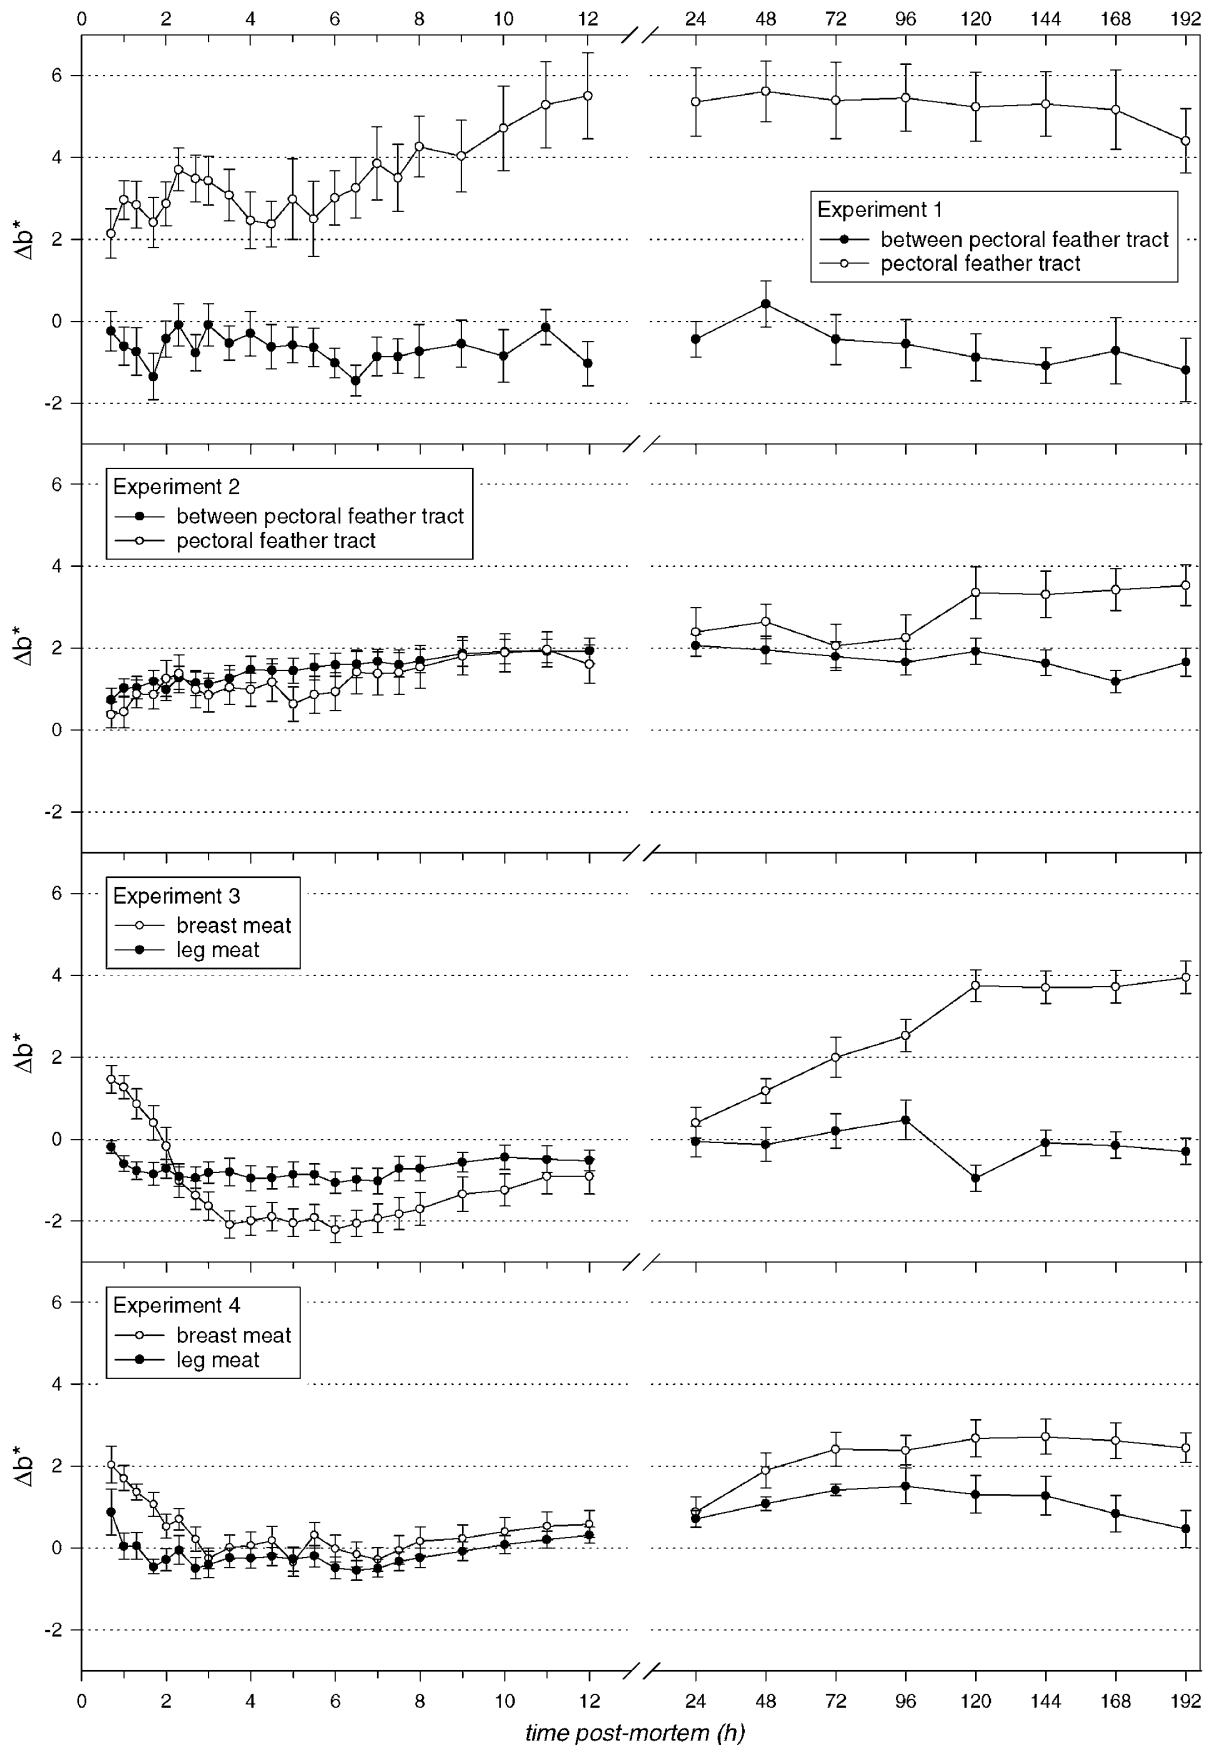 0 2 4 6 8 10 12 24 48 72 96 120 144 168 192
6
4
2
0
-2
Δb*
Experiment 1
between pectoral feather tract
pectoral feather tract
6
4
2
0
-2
Δb*
Experiment 2
between pectoral feather tract
pectoral feather tract
6
4
2
0
-2
Δb*
Experiment 3
breast meat
leg meat
6
4
2
0
-2
Δb*
Experiment 4
breast meat
leg meat
0 2 4 6 8 10 12 24 48 72 96 120 144 168 192
time post-mortem (h)